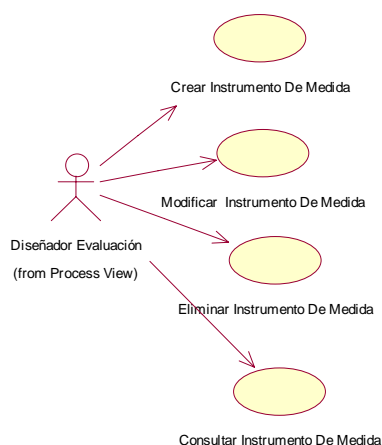 Crear Instrumento De Medida
Modificar Instrumento De Medida
Diseñador Evaluación
(from Process View)
Eliminar Instrumento De Medida
Consultar Instrumento De Medida